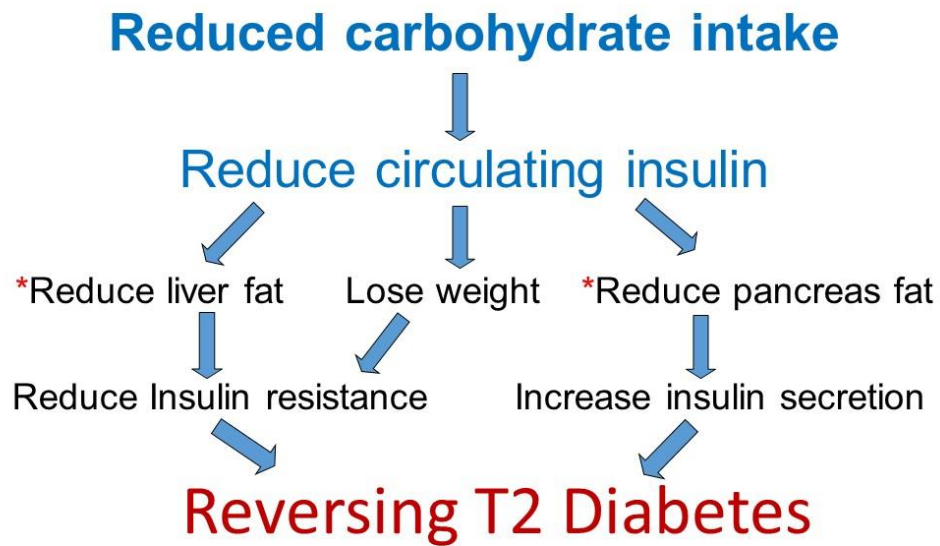 Reduced carbohydrate intake
Reduce circulating insulin
*Reduce liver fat Lose weight *Reduce pancreas fat
Reduce Insulin resistance Increase insulin secretion
Reversing T2 Diabetes